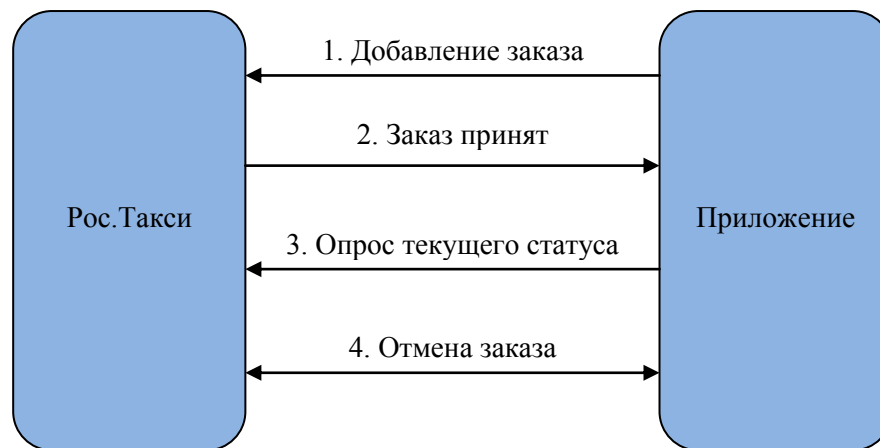 1. Добавление заказа
2. Заказ принят
Рос.Такси
Приложение
3. Опрос текущего статуса
4. Отмена заказа